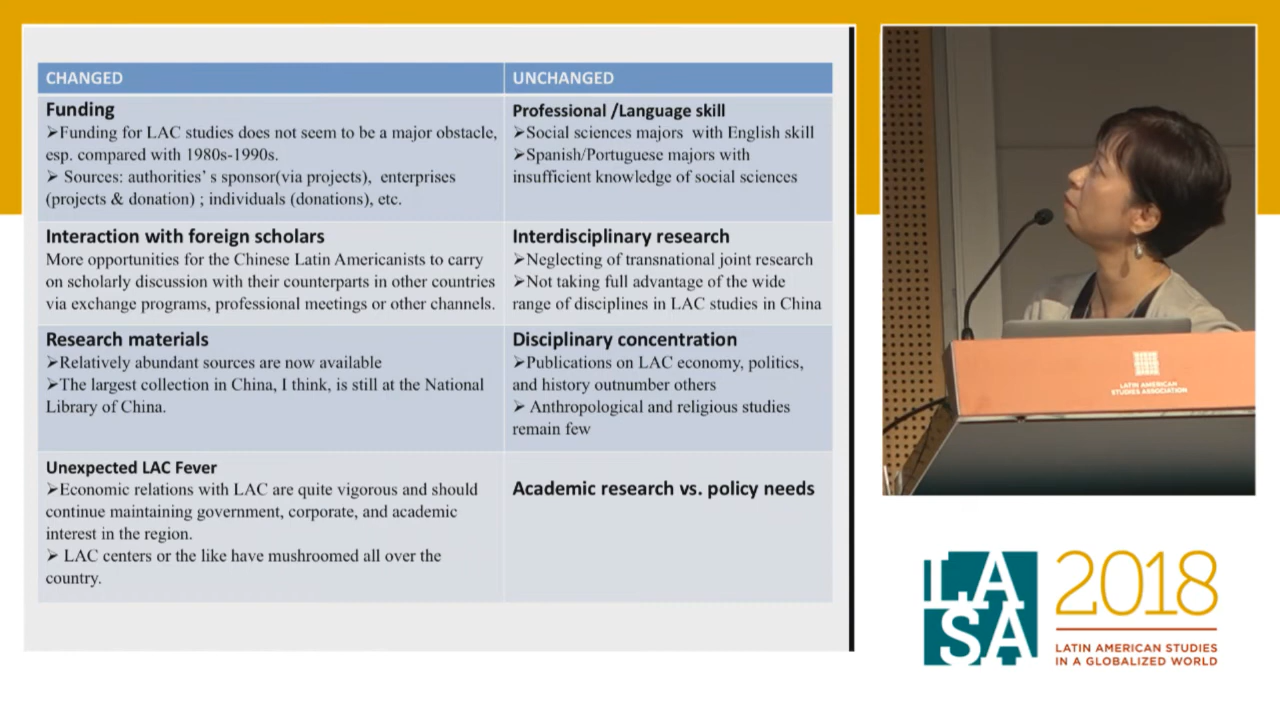 CHANGED
UNCHANGED
Funding
➢Funding for LAC studies does not seem to be a major obstacle,
esp. compared with 1980s-1990s.
➢ Sources: authorities' s sponsor(via projects), enterprises
(projects & donation) ; individuals (donations), etc.
Professional /Language skill
➢Social sciences majors with English skill
➢Spanish/Portuguese majors with
insufficient knowledge of social sciences
Interaction with foreign scholars
More opportunities for the Chinese Latin Americanists to carry
on scholarly discussion with their counterparts in other countries
via exchange programs, professional meetings or other channels.
Interdisciplinary research
➢Neglecting of transnational joint research
➢Not taking full advantage of the wide
range of disciplines in LAC studies in China
Research materials
➢Relatively abundant sources are now available
➢The largest collection in China, I think, is still at the National
Library of China.
Disciplinary concentration
➢Publications on LAC economy, politics,
and history outnumber others
➢ Anthropological and religious studies
remain few
Unexpected LAC Fever
➢Economic relations with LAC are quite vigorous and should
continue maintaining government, corporate, and academic
interest in the region.
➢ LAC centers or the like have mushroomed all over the
country.
Academic research vs. policy needs
LATIN AMERICAN
STUDIES ASSOCIATION
LA
SA
2018
LATIN AMERICAN STUDIES
IN A GLOBALIZED WORLD